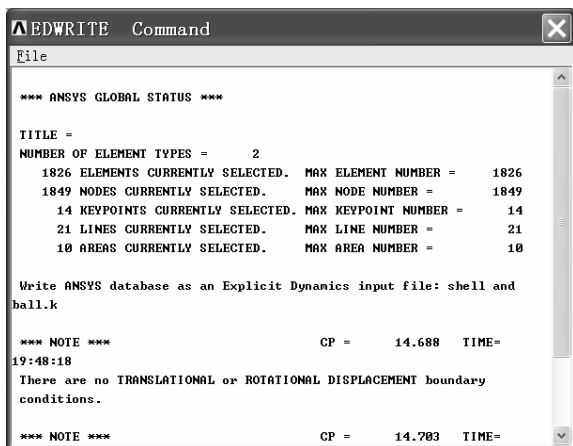 EDWRITE Command
File
*** ANSYS GLOBAL STATUS ***
TITLE =
NUMBER OF ELEMENT TYPES = 2
1826 ELEMENTS CURRENTLY SELECTED. MAX ELEMENT NUMBER = 1826
1849 NODES CURRENTLY SELECTED. MAX NODE NUMBER = 1849
14 KEYPOINTS CURRENTLY SELECTED. MAX KEYPOINT NUMBER = 14
21 LINES CURRENTLY SELECTED. MAX LINE NUMBER = 21
10 AREAS CURRENTLY SELECTED. MAX AREA NUMBER = 10
Write ANSYS database as an Explicit Dynamics input file: shell and
ball.k
*** NOTE *** CP = 14.688 TIME=
19:48:18
There are no TRANSLATIONAL or ROTATIONAL DISPLACEMENT boundary
conditions.
*** NOTE *** CP = 14.703 TIME=